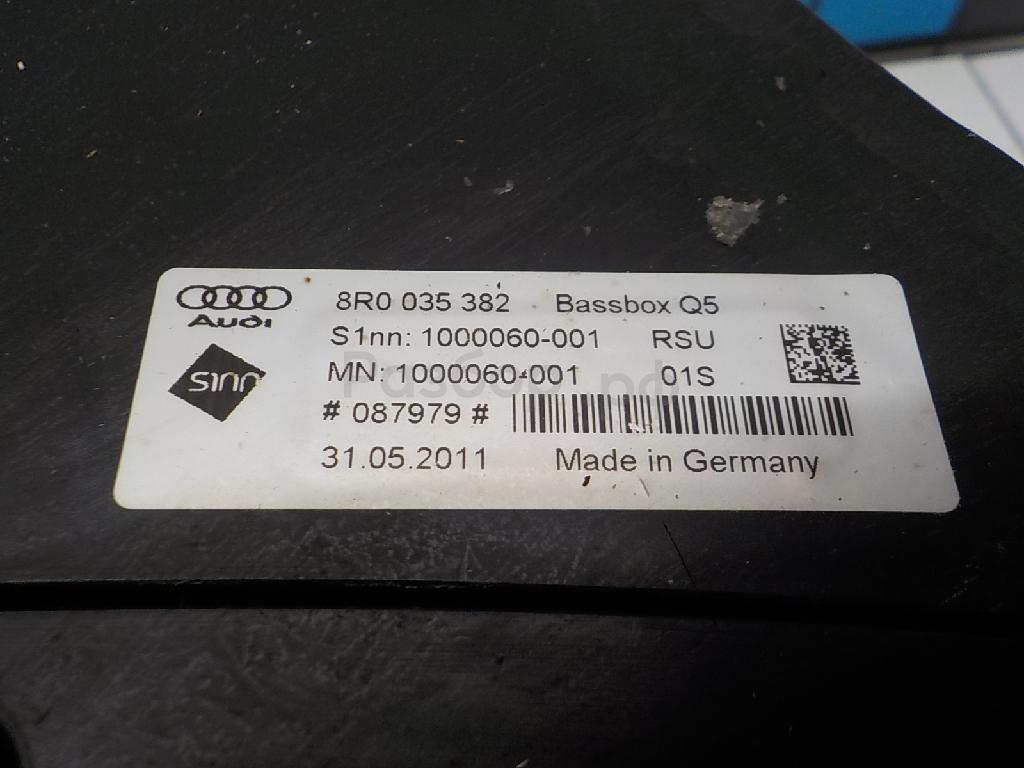 Audi 8R0 035 382 Bassbox Q5
S1nn: 1000060-001 RSU
s1nn MN: 1000060-001 01S
# 087979 #
31.05.2011 Made in Germany